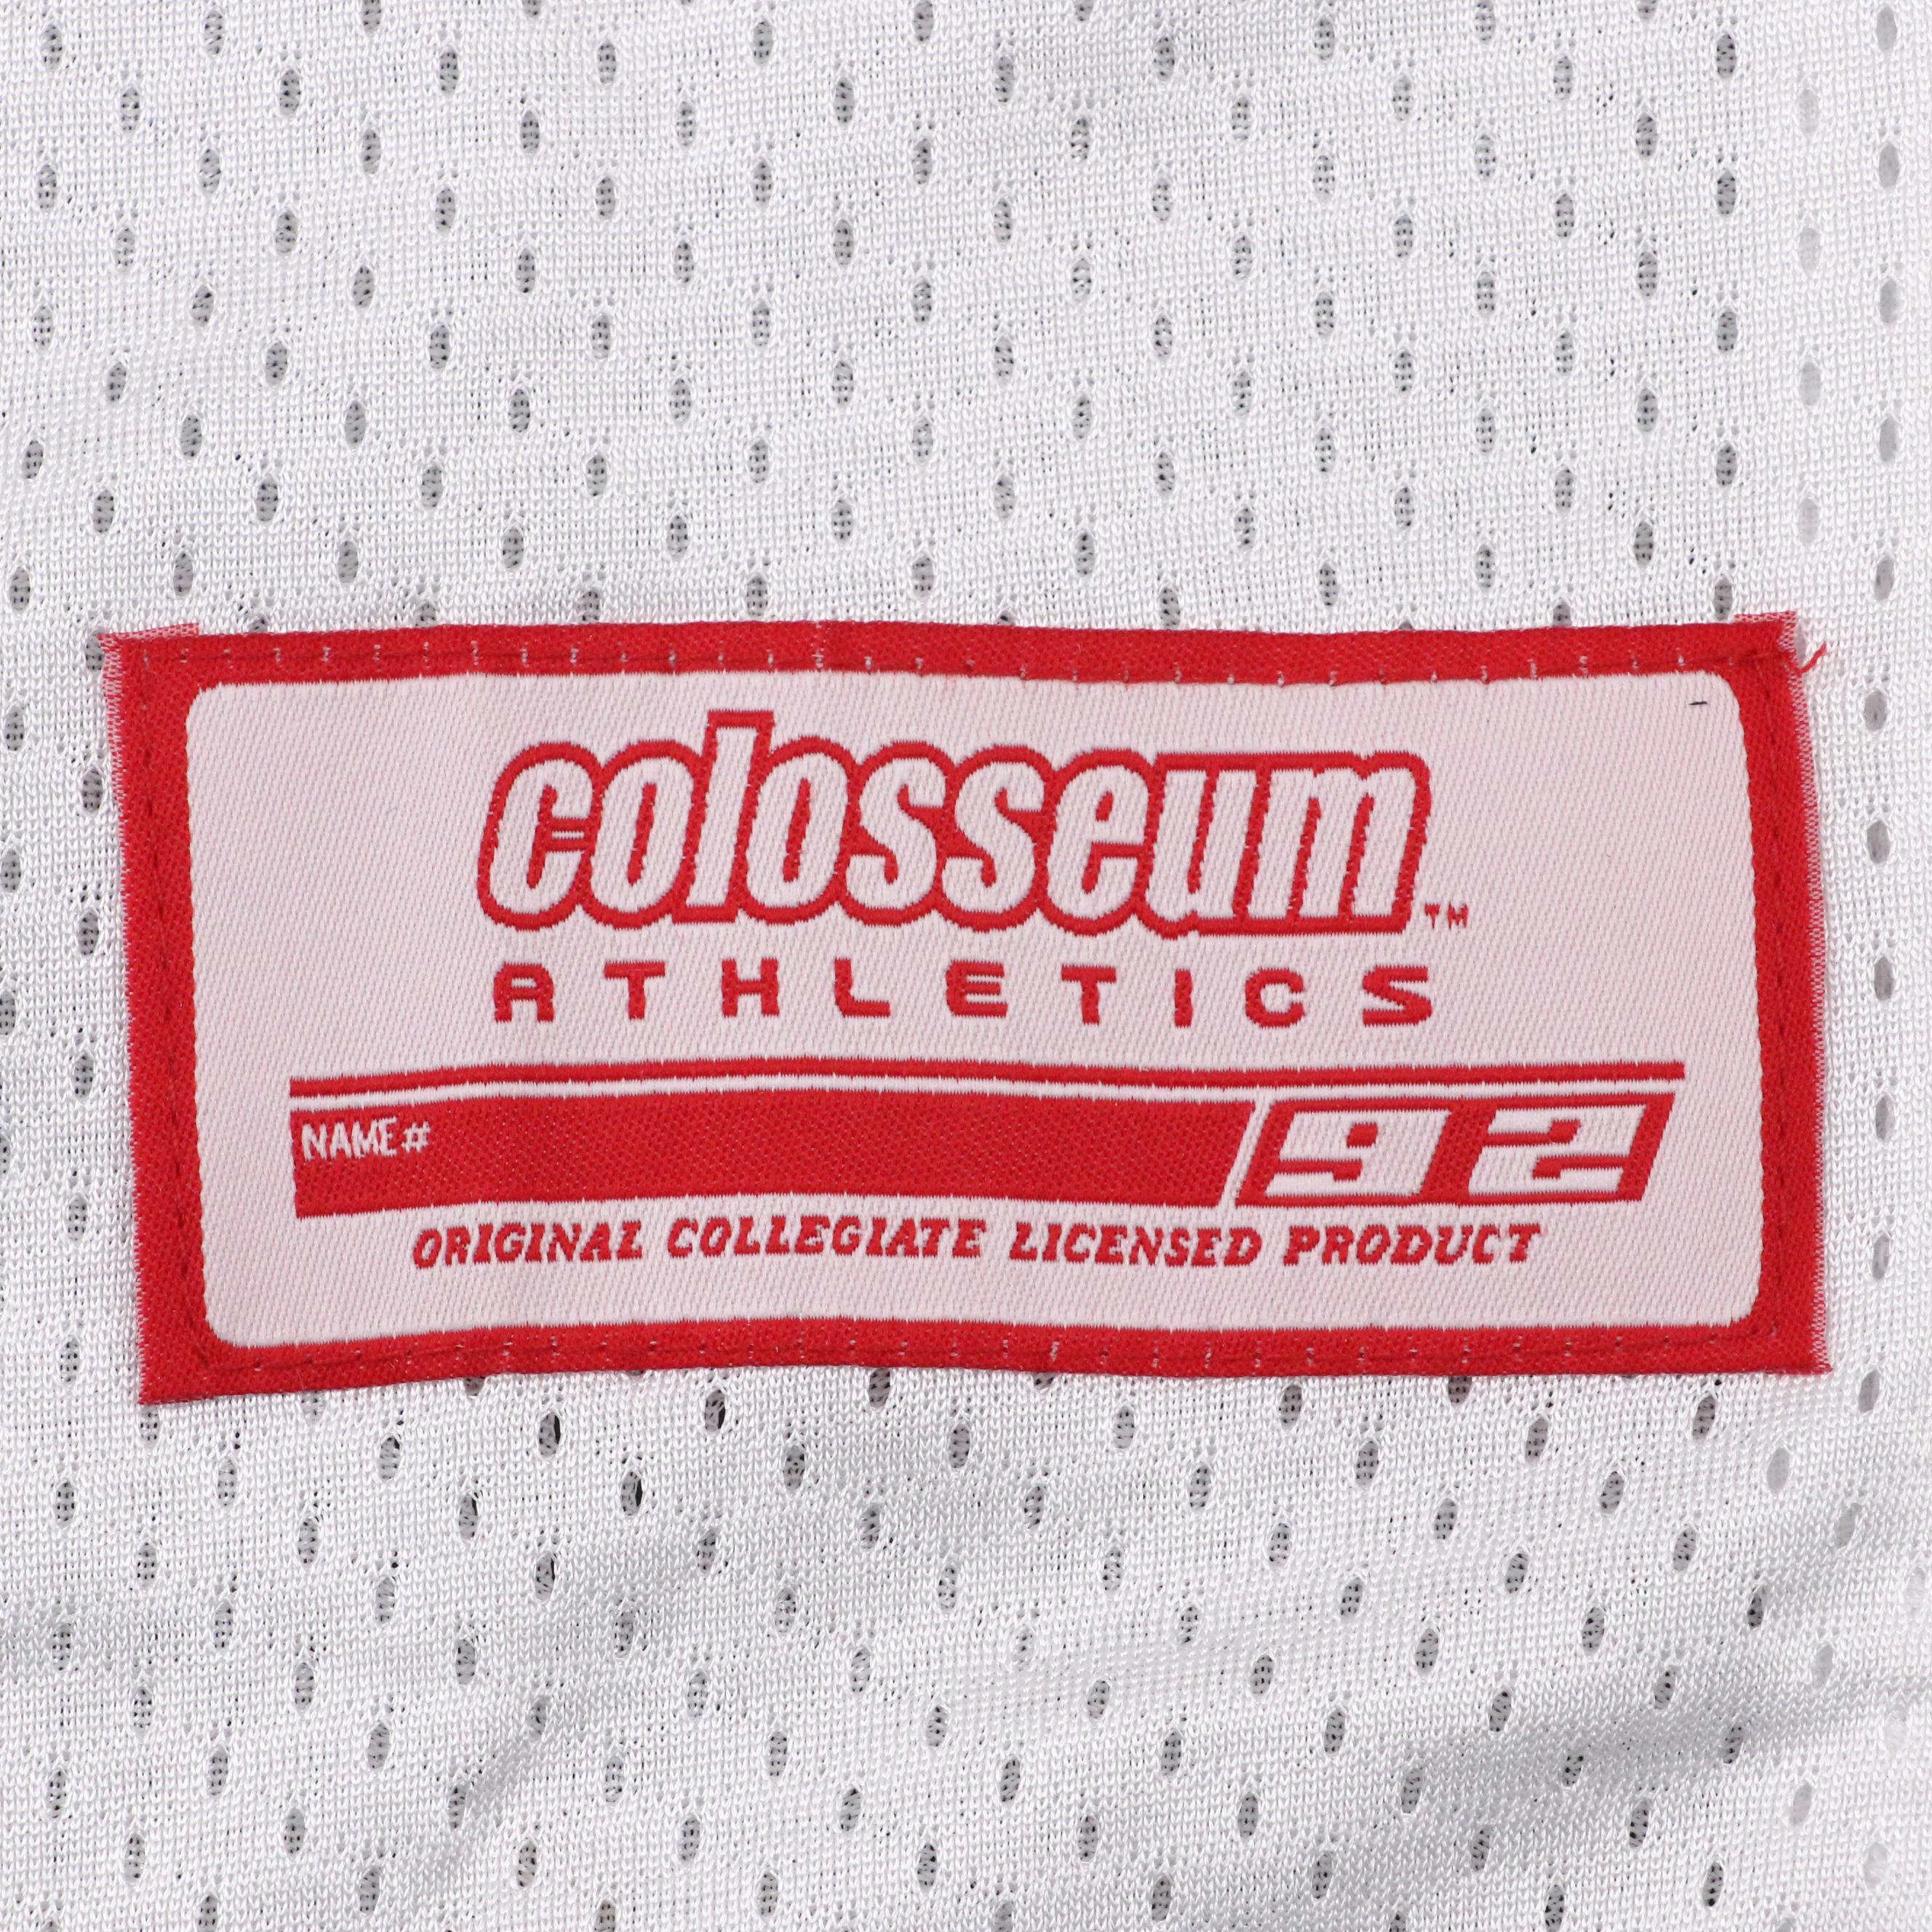 colosseum™
ATHLETICS
NAME# 92
ORIGINAL COLLEGIATE LICENSED PRODUCT